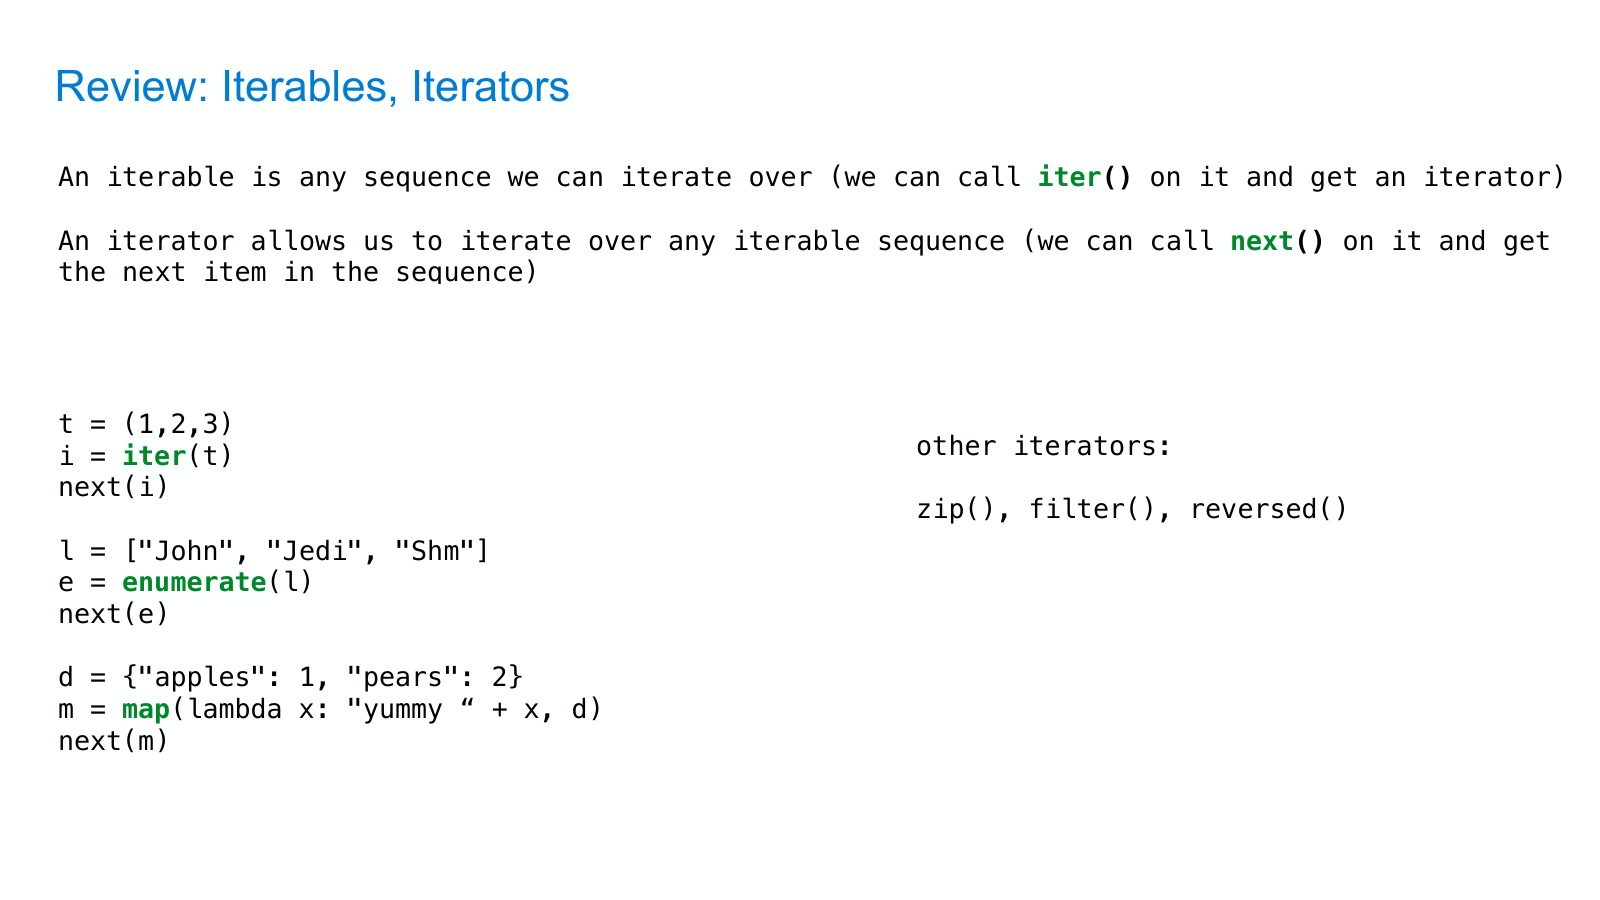 Review: Iterables, Iterators
An iterable is any sequence we can iterate over (we can call iter() on it and get an iterator)
An iterator allows us to iterate over any iterable sequence (we can call next() on it and get
the next item in the sequence)
t = (1,2,3)
i = iter(t)
next(i)
l = ["John", "Jedi", "Shm"]
e = enumerate(l)
next(e)
d = {"apples": 1, "pears": 2}
m = map(lambda x: "yummy “ + x, d)
next(m)
other iterators:
zip(), filter(), reversed()